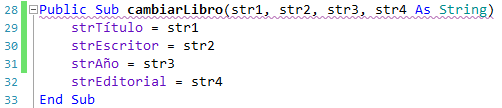 28 Public Sub cambiarLibro(str1, str2, str3, str4 As String)
29 strTítulo = str1
30 strEscritor = str2
31 strAño = str3
32 strEditorial = str4
33 End Sub